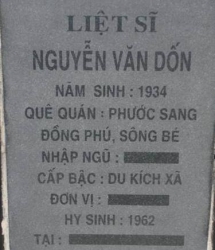 LIỆT SĨ
NGUYỄN VĂN DỐN
NĂM SINH : 1934
QUÊ QUÁN : PHƯỚC SANG
ĐỒNG PHÚ, SÔNG BÉ
NHẬP NGŨ :
CẤP BẬC : DU KÍCH XÃ
ĐƠN VỊ :
HY SINH : 1962
TẠI :